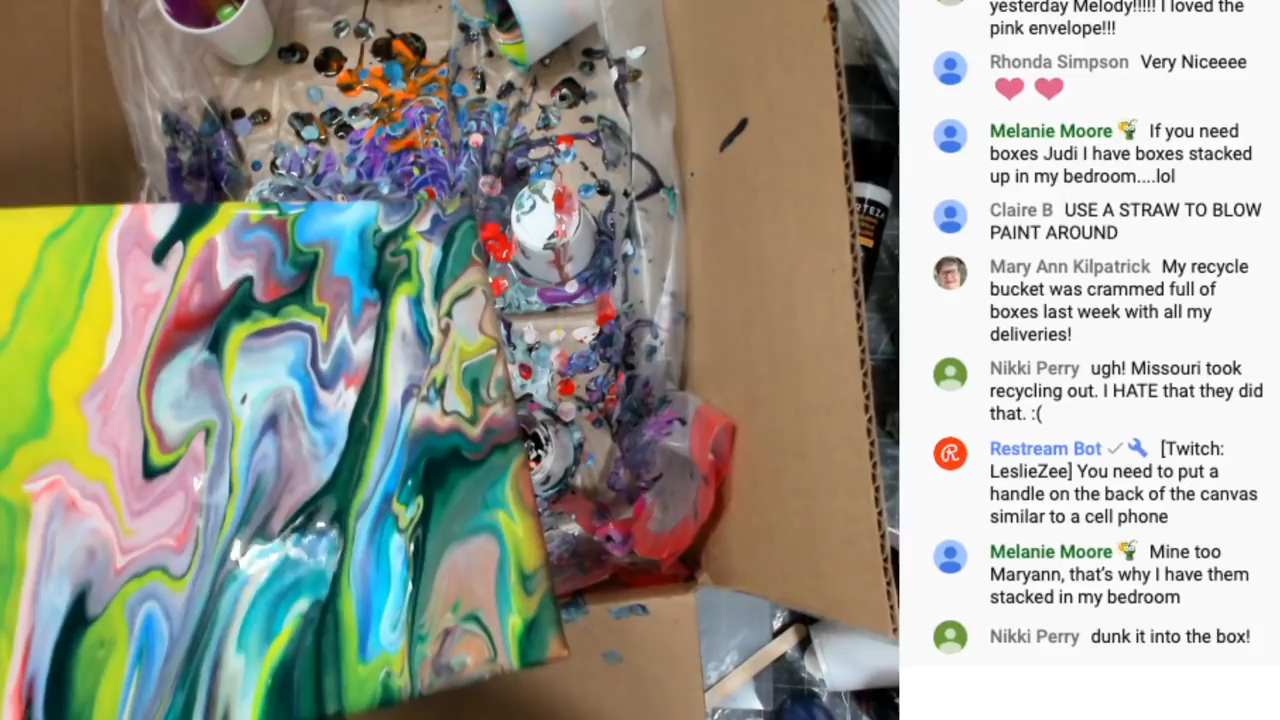 yesterday Melody!!!!! I loved the
pink envelope!!!
Rhonda Simpson Very Niceeee
Melanie Moore If you need
boxes Judi I have boxes stacked
up in my bedroom....lol
Claire B USE A STRAW TO BLOW
PAINT AROUND
Mary Ann Kilpatrick My recycle
bucket was crammed full of
boxes last week with all my
deliveries!
Nikki Perry ugh! Missouri took
recycling out. I HATE that they did
that. :(
Restream Bot [Twitch:
LeslieZee] You need to put a
handle on the back of the canvas
similar to a cell phone
Melanie Moore Mine too
Maryann, that's why I have them
stacked in my bedroom
Nikki Perry dunk it into the box!
RTEZA